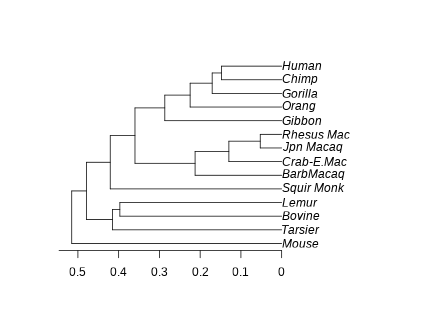 Human
Chimp
Gorilla
Orang
Gibbon
Rhesus Mac
Jpn Macaq
Crab-E.Mac
BarbMacaq
Squir Monk
Lemur
Bovine
Tarsier
Mouse
0.5 0.4 0.3 0.2 0.1 0